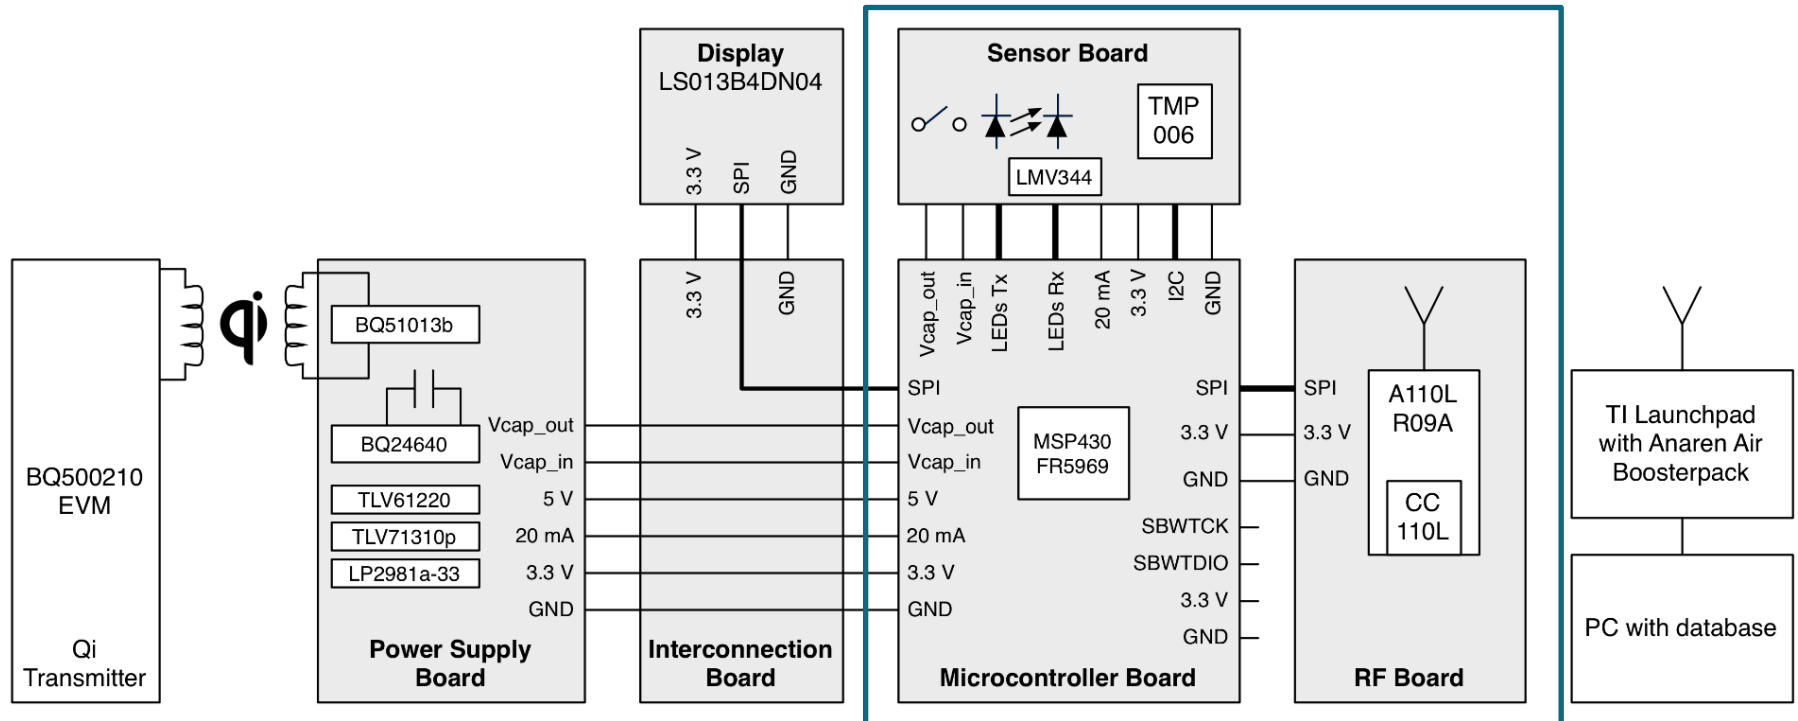 Display
LS013B4DN04
3.3 V
SPI
GND
Sensor Board
TMP
006
LMV344
BQ500210
EVM
Qi
Transmitter
qi
BQ51013b
BQ24640
TLV61220
TLV71310p
LP2981a-33
Vcap_out
Vcap_in
5 V
20 mA
3.3 V
GND
Power Supply
Board
3.3 V
GND
Interconnection
Board
Vcap_out
Vcap_in
LEDs Tx
LEDs Rx
20 mA
3.3 V
I2C
GND
SPI
Vcap_out
Vcap_in
5 V
20 mA
3.3 V
GND
MSP430
FR5969
SPI
3.3 V
GND
SBWTCK
SBWTDIO
3.3 V
GND
Microcontroller Board
SPI
3.3 V
GND
A110L
R09A
CC
110L
RF Board
TI Launchpad
with Anaren Air
Boosterpack
PC with database